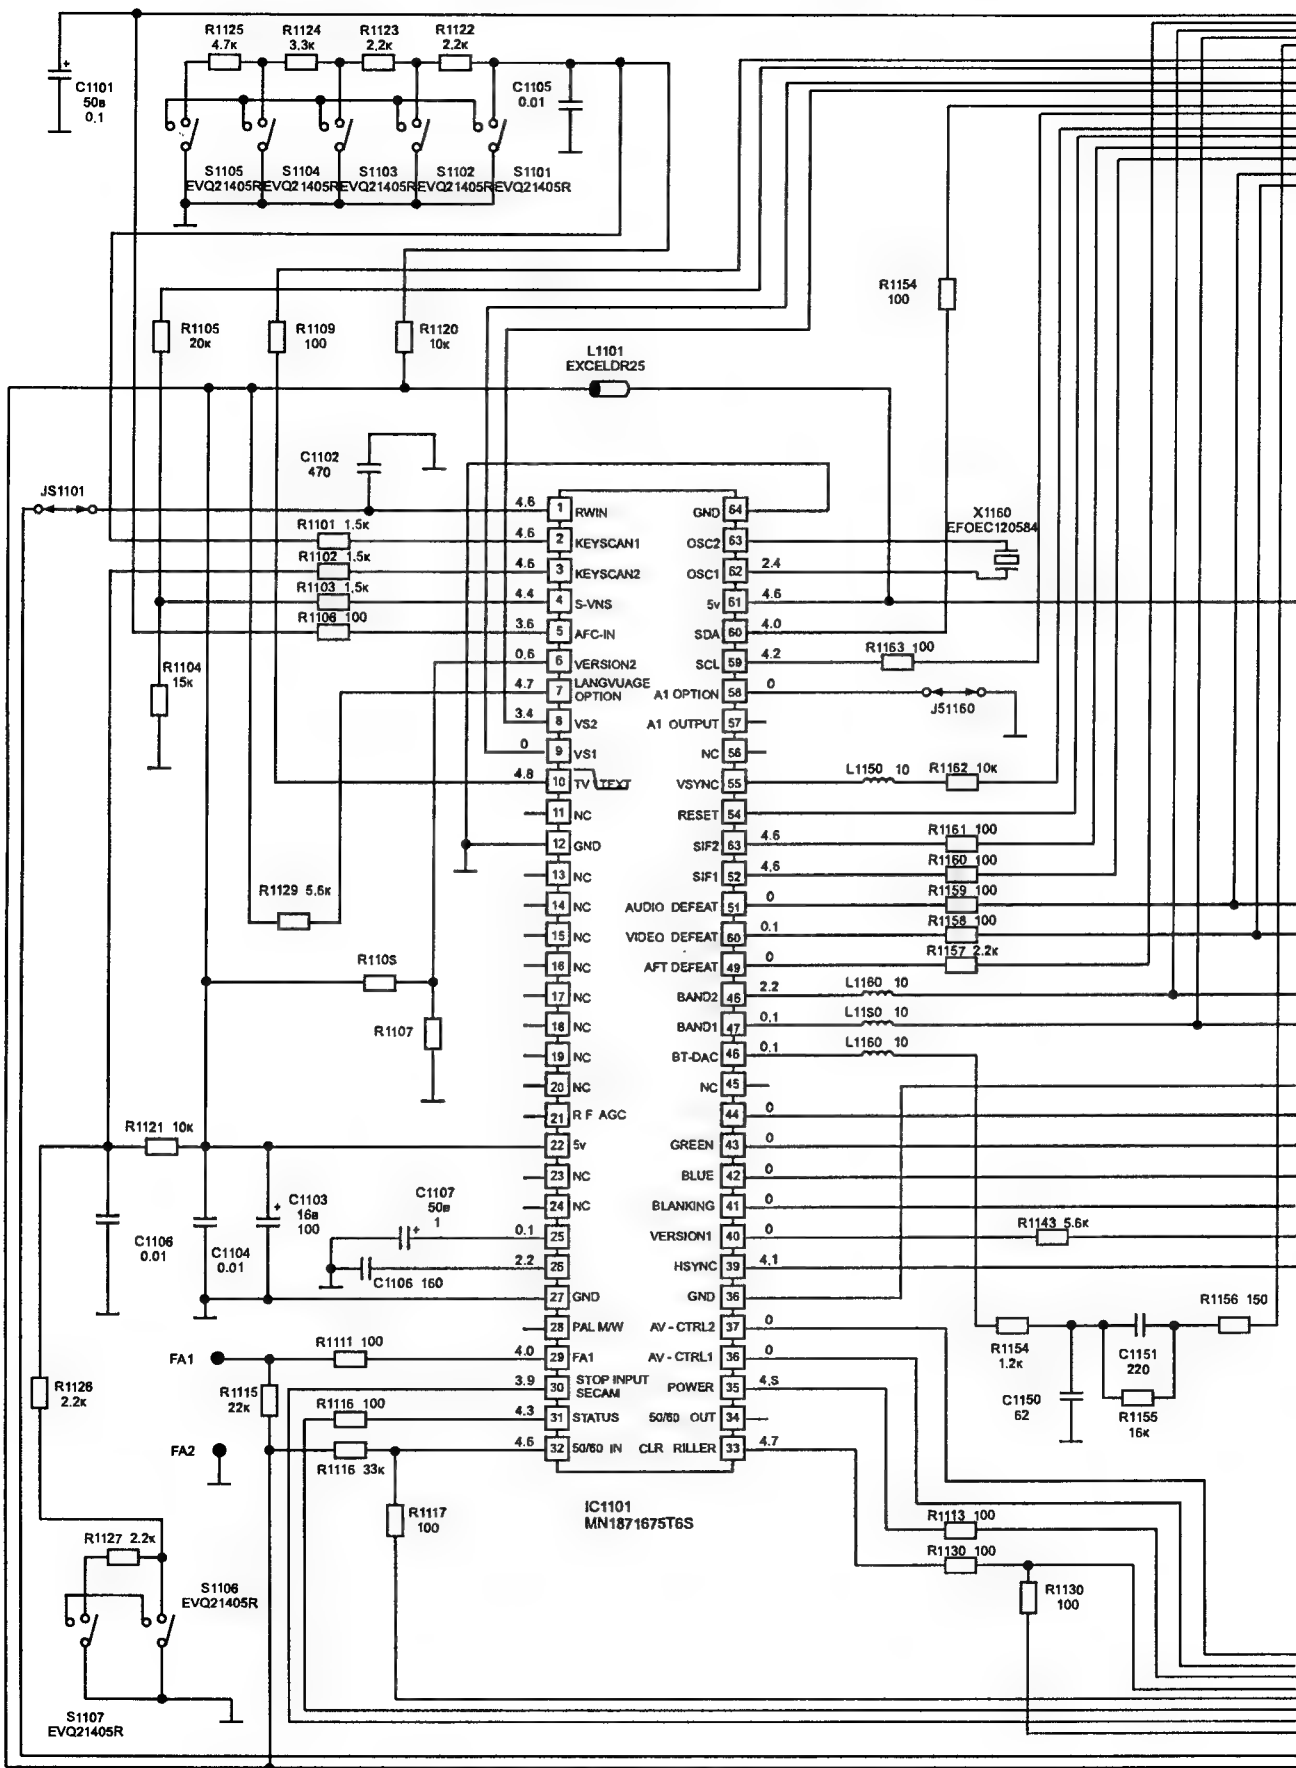 R1125
4.7к
R1124
3.3к
R1123
2,2к
R1122
2,2к
C1101
50в
0.1
C1105
0.01
S1105
EVQ21405R
S1104
EVQ21405R
S1103
EVQ21405R
S1102
EVQ21405R
S1101
EVQ21405R
R1154
100
R1105
20к
R1109
100
R1120
10к
L1101
EXCELDR25
C1102
470
JS1101
X1160
EFOEC120584
R1101 1.5к
R1102 1.5к
R1103 1,5к
R1106 100
R1104
15к
4.6 1 RWIN
4.6 2 KEYSCAN1
4.6 3 KEYSCAN2
4.4 4 S-VNS
3.6 5 AFC-IN
0,6 6 VERSION2
4.7 7 LANGVUAGE
OPTION
3.4 8 VS2
0 9 VS1
4.8 10 TV TEXT
11 NC
12 GND
13 NC
14 NC
15 NC
16 NC
17 NC
18 NC
19 NC
20 NC
21 R F AGC
22 5v
23 NC
24 NC
0.1 25
2.2 26
27 GND
28 PAL M/W
4.0 29 FA1
3.9 30 STOP INPUT
SECAM
4.3 31 STATUS
4.6 32 50/60 IN
GND 64
OSC2 63
OSC1 62 2.4
5v 61 4.6
SDA 60 4.0
SCL 59 4.2
R1163 100
A1 OPTION 58 0
J51160
A1 OUTPUT 57
NC 56
VSYNC 55
L1150 10
R1162 10к
RESET 54
SIF2 63 4.6
R1161 100
SIF1 52 4,6
R1160 100
AUDIO DEFEAT 51 0
R1159 100
VIDEO DEFEAT 60 0.1
R1158 100
AFT DEFEAT 49 0
R1157 2.2к
BAND2 46 2.2
L1160 10
BAND1 47 0,1
L11S0 10
BT-DAC 46 0.1
L1160 10
NC 45
44 0
GREEN 43 0
BLUE 42 0
BLANKING 41 0
VERSION1 40 0
R1143 5.6к
HSYNC 39 4,1
GND 36
AV - CTRL2 37 0
AV - CTRL1 36 0
POWER 35 4,S
50/60 OUT 34
CLR RILLER 33 4.7
R1129 5.6к
R110S
R1107
R1121 10к
C1106
0.01
C1104
0.01
C1103
16в
100
C1107
50в
1
C1106 160
FA1
R1111 100
R1115
22к
R1116 100
FA2
R1116 33к
R1117
100
R1126
2.2к
R1127 2.2к
S1106
EVQ21405R
S1107
EVQ21405R
IC1101
MN1871675T6S
R1156 150
R1154
1.2к
C1151
220
C1150
62
R1155
16к
R1113 100
R1130 100
R1130
100